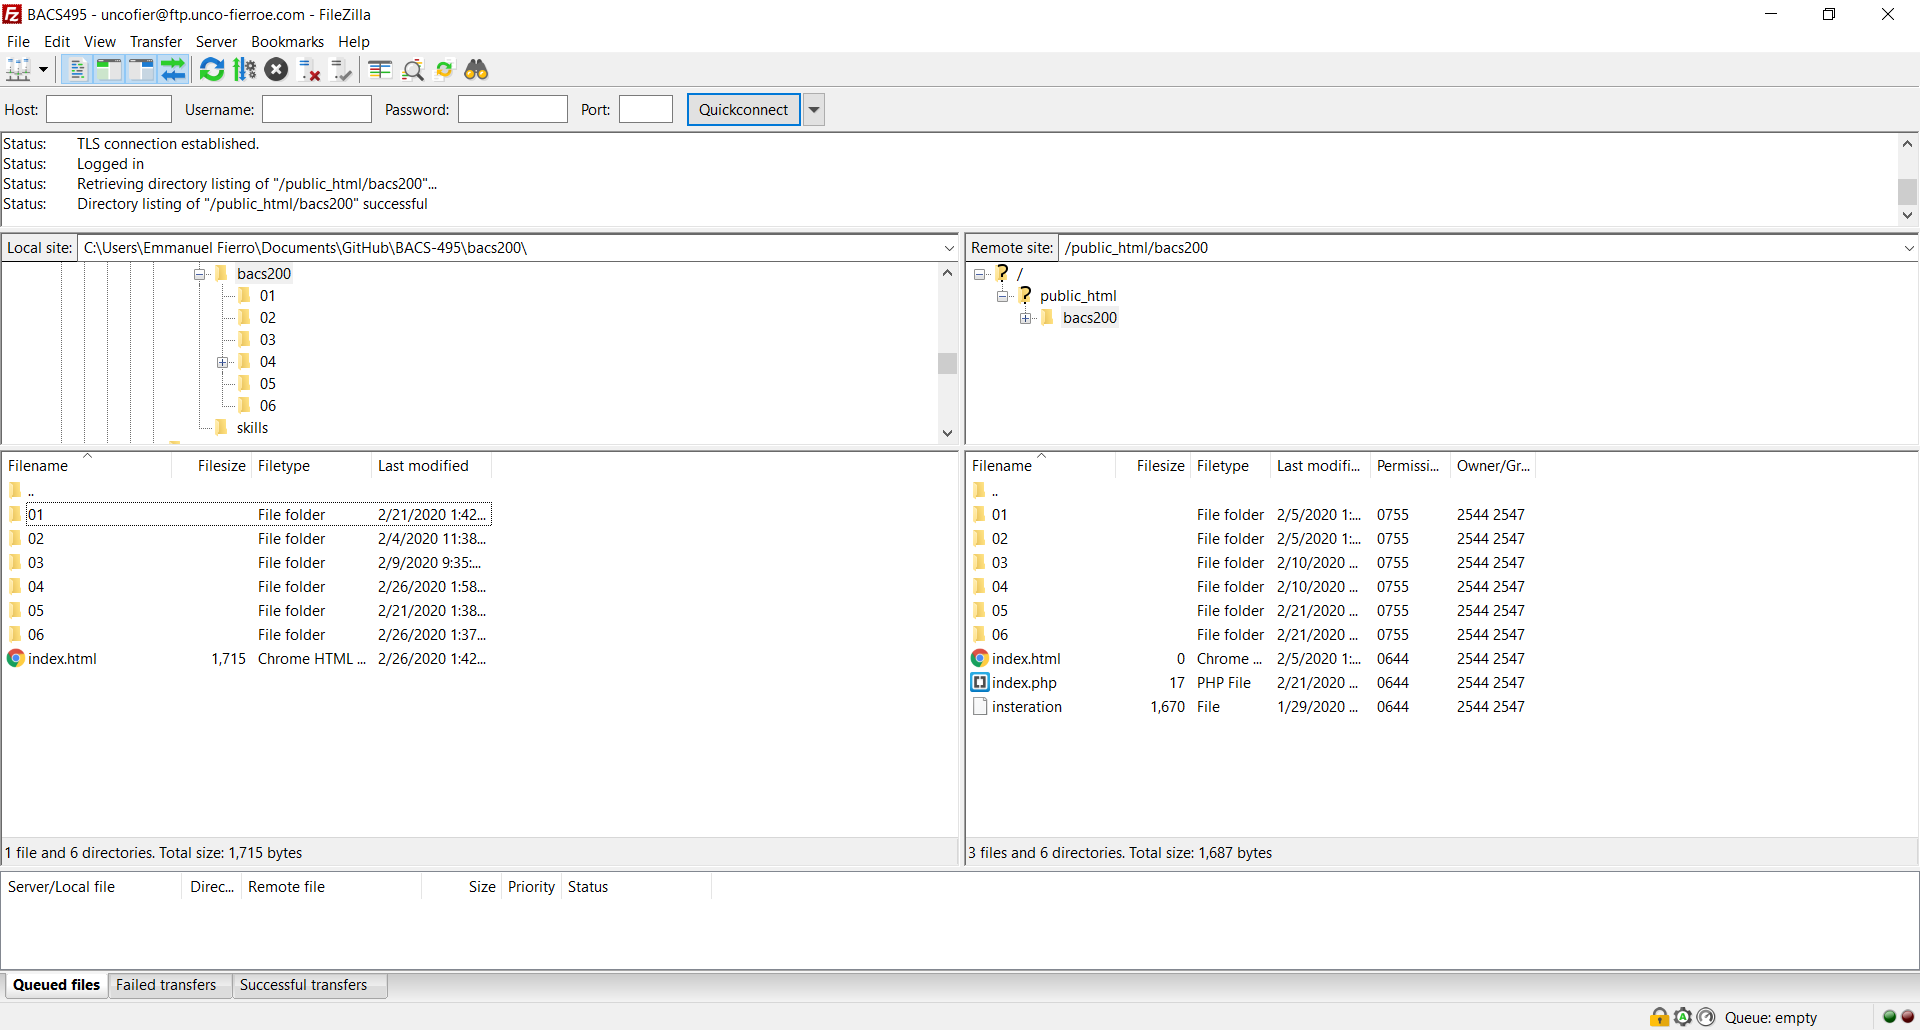 BACS495 - uncofier@ftp.unco-fierroe.com - FileZilla
File Edit View Transfer Server Bookmarks Help
Host: Username: Password: Port: Quickconnect
Status: TLS connection established.
Status: Logged in
Status: Retrieving directory listing of "/public_html/bacs200"...
Status: Directory listing of "/public_html/bacs200" successful
Local site: C:\Users\Emmanuel Fierro\Documents\GitHub\BACS-495\bacs200\
bacs200
01
02
03
04
05
06
skills
Filename Filesize Filetype Last modified
..
01 File folder 2/21/2020 1:42...
02 File folder 2/4/2020 11:38...
03 File folder 2/9/2020 9:35:...
04 File folder 2/26/2020 1:58...
05 File folder 2/21/2020 1:38...
06 File folder 2/26/2020 1:37...
index.html 1,715 Chrome HTML ... 2/26/2020 1:42...
1 file and 6 directories. Total size: 1,715 bytes
Remote site: /public_html/bacs200
/
public_html
bacs200
Filename Filesize Filetype Last modifi... Permissi... Owner/Gr...
..
01 File folder 2/5/2020 1:... 0755 2544 2547
02 File folder 2/5/2020 1:... 0755 2544 2547
03 File folder 2/10/2020 ... 0755 2544 2547
04 File folder 2/10/2020 ... 0755 2544 2547
05 File folder 2/21/2020 ... 0755 2544 2547
06 File folder 2/21/2020 ... 0755 2544 2547
index.html 0 Chrome ... 2/5/2020 1:... 0644 2544 2547
index.php 17 PHP File 2/21/2020 ... 0644 2544 2547
insteration 1,670 File 1/29/2020 ... 0644 2544 2547
3 files and 6 directories. Total size: 1,687 bytes
Server/Local file Direc... Remote file Size Priority Status
Queued files Failed transfers Successful transfers
Queue: empty